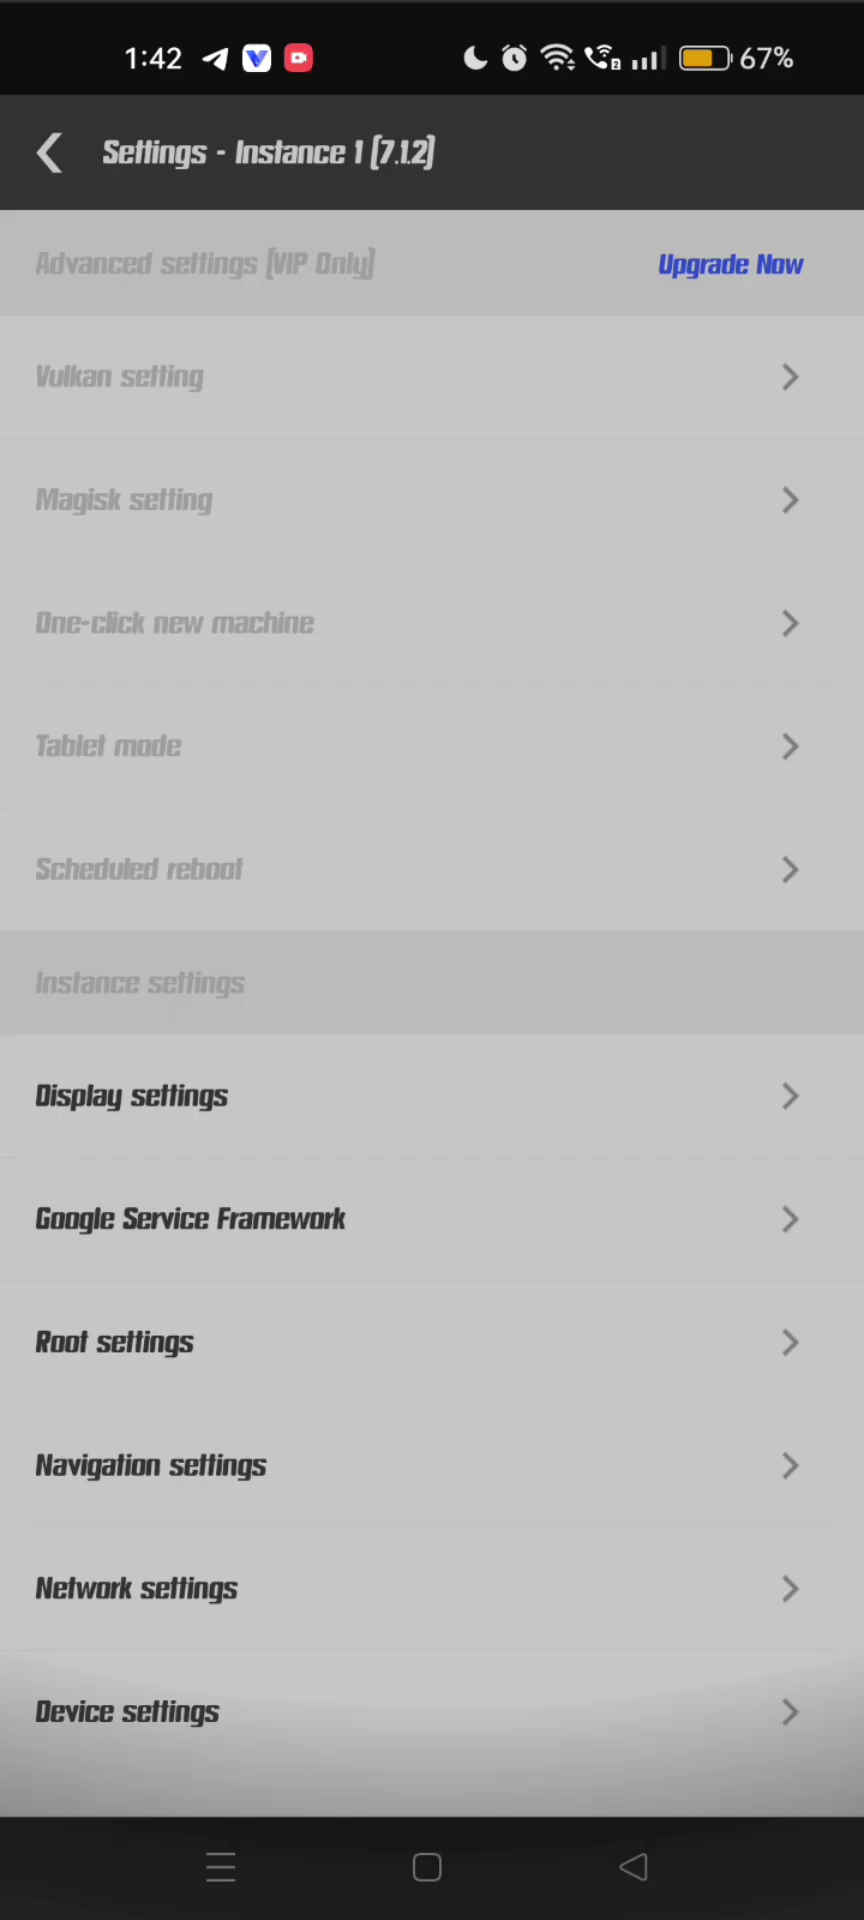 1:42
67%
Settings - Instance 1 (7.1.2)
Advanced settings (VIP Only)
Upgrade Now
Vulkan setting
Magisk setting
One-click new machine
Tablet mode
Scheduled reboot
Instance settings
Display settings
Google Service Framework
Root settings
Navigation settings
Network settings
Device settings